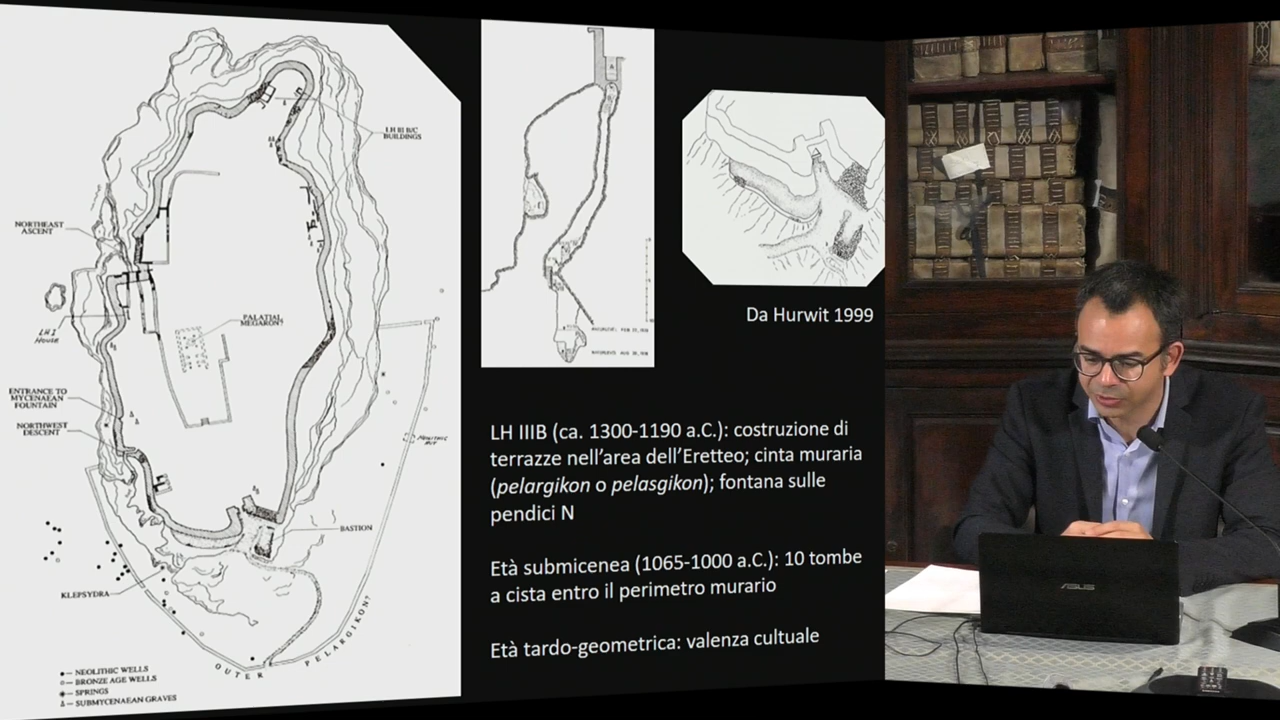 LH III B/C
BUILDINGS
NORTHEAST
ASCENT
LH I
HOUSE
PALATIAL
MEGARON?
ENTRANCE TO
MYCENAEAN
FOUNTAIN
NORTHWEST
DESCENT
BASTION
KLEPSYDRA
OUTER PELARGIKON?
•— NEOLITHIC WELLS
○— BRONZE AGE WELLS
— SPRINGS
— SUBMYCENAEAN GRAVES
A
Da Hurwit 1999
LH IIIB (ca. 1300-1190 a.C.): costruzione di
terrazze nell'area dell'Eretteo; cinta muraria
(pelargikon o pelasgikon); fontana sulle
pendici N
Età submicenea (1065-1000 a.C.): 10 tombe
a cista entro il perimetro murario
Età tardo-geometrica: valenza cultuale
ASUS